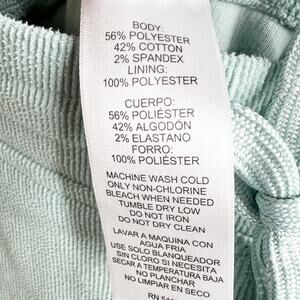 BODY:
56% POLYESTER
42% COTTON
2% SPANDEX
LINING:
100% POLYESTER
CUERPO:
56% POLIÉSTER
42% ALGODÓN
2% ELASTANO
FORRO:
100% POLIÉSTER
MACHINE WASH COLD
ONLY NON-CHLORINE
BLEACH WHEN NEEDED
TUMBLE DRY LOW
DO NOT IRON
DO NOT DRY CLEAN
LAVAR A MAQUINA CON
AGUA FRIA
USE SOLO BLANQUEADOR
SIN CLORO SI NECESITA
SECAR A TEMPERATURA BAJA
NO PLANCHAR
NO LIMPIAR EN SECO
RN